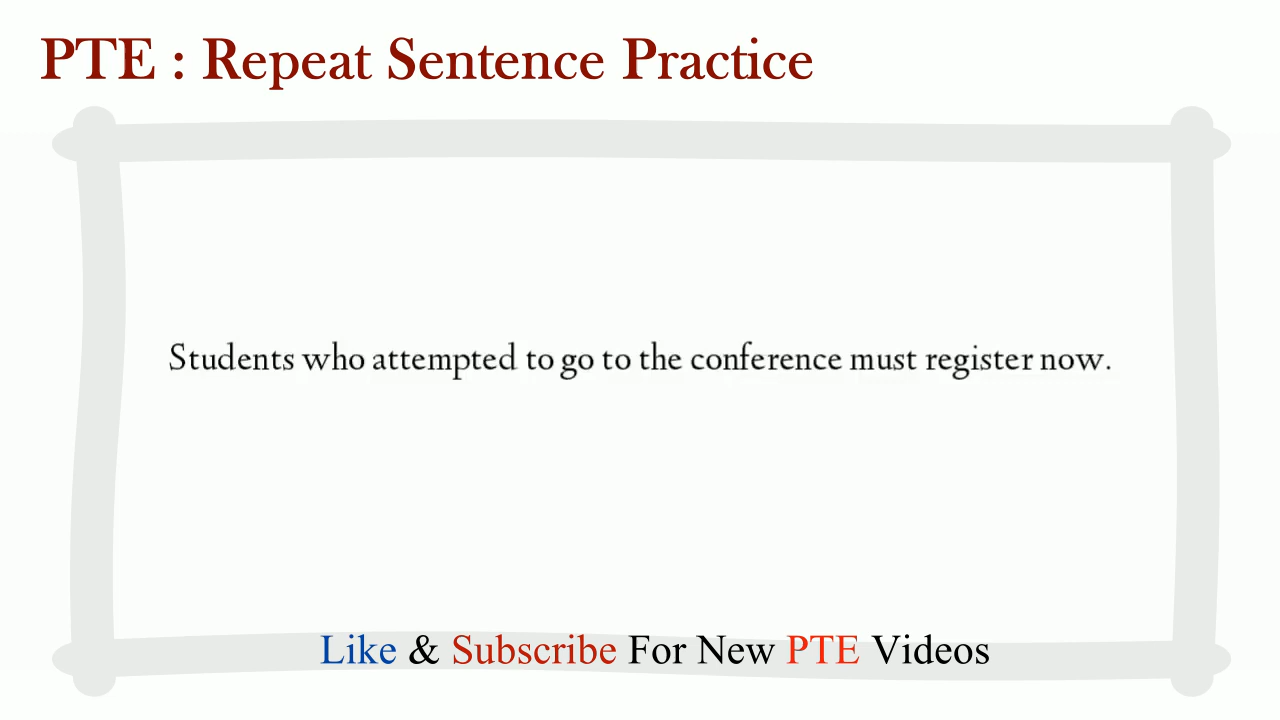 PTE : Repeat Sentence Practice
Students who attempted to go to the conference must register now.
Like & Subscribe For New PTE Videos